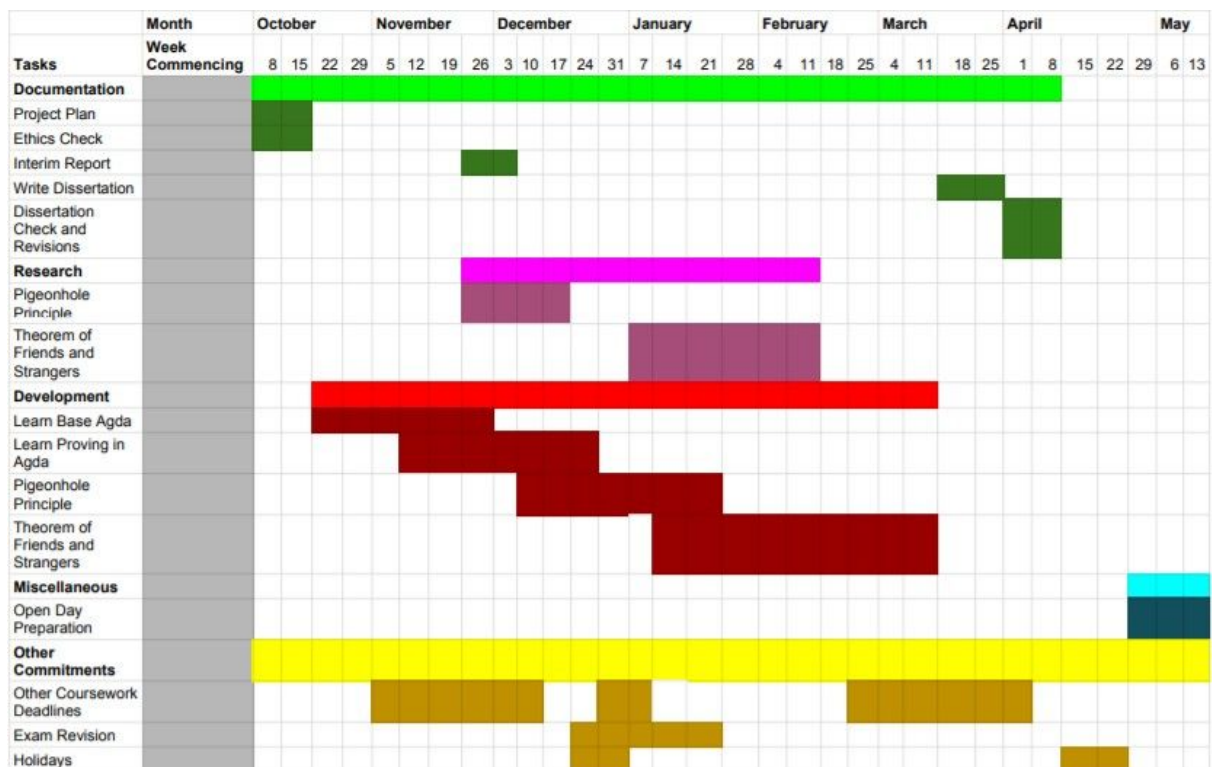 Month October November December January February March April May
Week
Tasks Commencing 8 15 22 29 5 12 19 26 3 10 17 24 31 7 14 21 28 4 11 18 25 4 11 18 25 1 8 15 22 29 6 13
Documentation
Project Plan
Ethics Check
Interim Report
Write Dissertation
Dissertation
Check and
Revisions
Research
Pigeonhole
Principle
Theorem of
Friends and
Strangers
Development
Learn Base Agda
Learn Proving in
Agda
Pigeonhole
Principle
Theorem of
Friends and
Strangers
Miscellaneous
Open Day
Preparation
Other
Commitments
Other Coursework
Deadlines
Exam Revision
Holidays